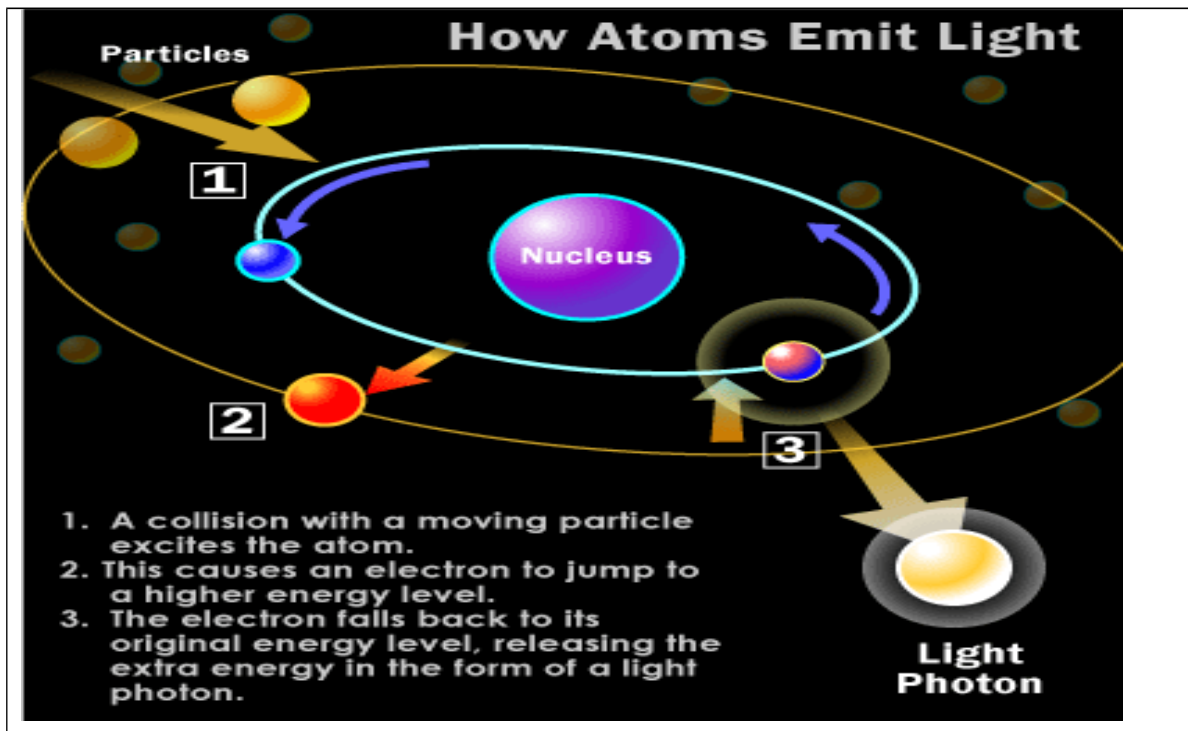 How Atoms Emit Light
Particles
1
Nucleus
2
3
1. A collision with a moving particle
excites the atom.
2. This causes an electron to jump to
a higher energy level.
3. The electron falls back to its
original energy level, releasing the
extra energy in the form of a light
photon.
Light
Photon